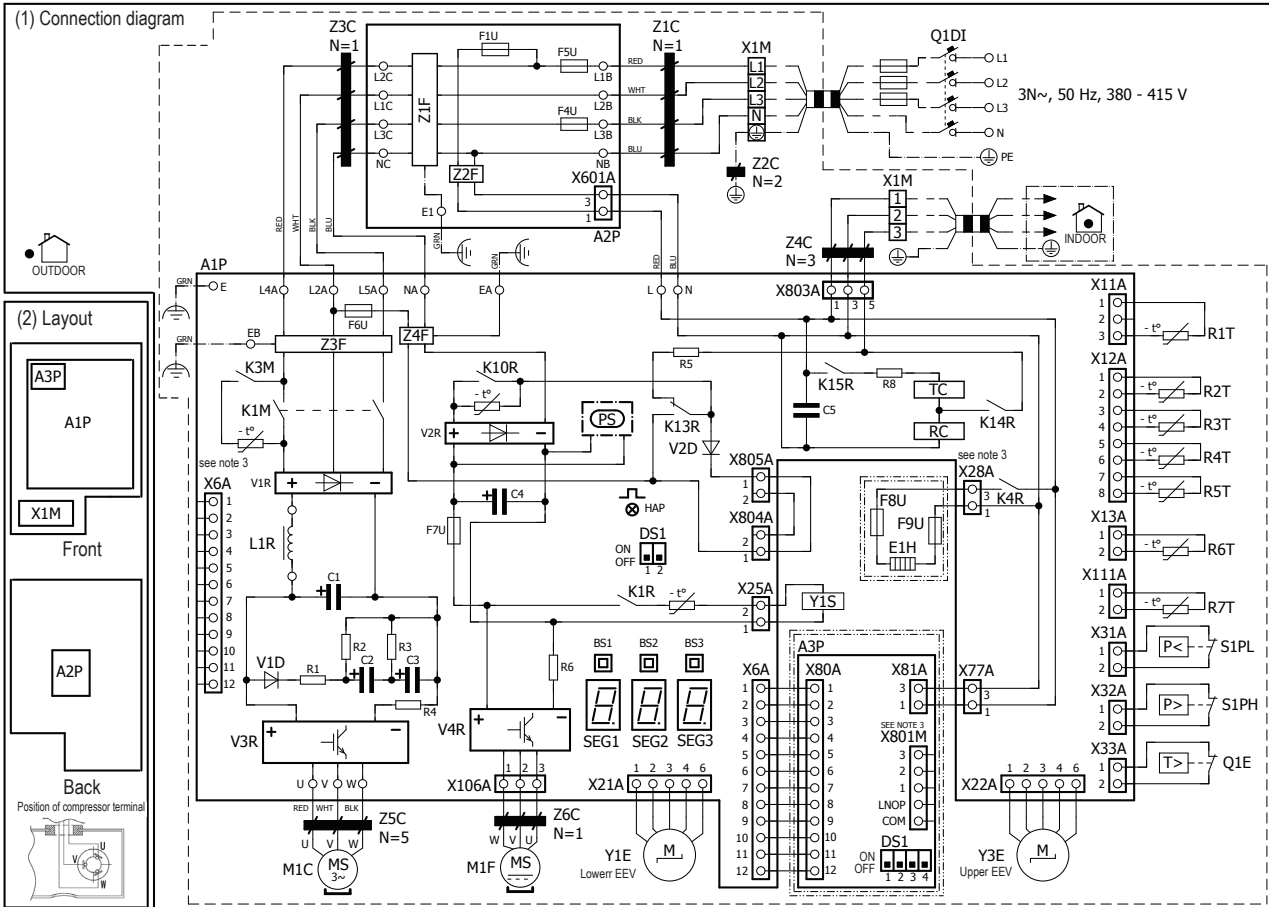 (1) Connection diagram
Z3C
N=1
F1U
F5U
Z1C
N=1
X1M
Q1DI
L2C
L1B
RED
L1
L1
L1C
L2B
WHT
L2
L2
Z1F
F4U
3N~, 50 Hz, 380 - 415 V
L3C
L3B
BLK
L3
L3
NC
NB
BLU
N
N
PE
Z2F
X601A
3
1
Z2C
N=2
E1
A2P
RED
WHT
BLK
BLU
GRN
GRN
RED
BLU
X1M
1
2
3
INDOOR
OUTDOOR
Z4C
N=3
A1P
GRN
E
L4A
L2A
L5A
NA
EA
L
N
X803A
1 3 5
X11A
1
2
3
- t°
R1T
F6U
GRN
EB
Z3F
Z4F
(2) Layout
A3P
A1P
X1M
Front
A2P
Back
Position of compressor terminal
U
V
W
K3M
K1M
- t°
K10R
- t°
R5
K15R
R8
TC
C5
K14R
RC
X12A
1
2
3
4
5
6
7
8
- t°
R2T
- t°
R3T
- t°
R4T
- t°
R5T
V2R
+
-
PS
K13R
V2D
see note 3
X6A
1
2
3
4
5
6
7
8
9
10
11
12
V1R
+
-
+
C4
F7U
HAP
DS1
ON
OFF
1 2
X805A
1
2
X804A
2
1
see note 3
X28A
3
1
K4R
F8U
F9U
E1H
X13A
1
2
- t°
R6T
L1R
+
C1
K1R
- t°
X25A
2
1
Y1S
X111A
1
2
- t°
R7T
R2
R3
V1D
R1
+
C2
+
C3
R4
R6
BS1
BS2
BS3
SEG1
SEG2
SEG3
X31A
1
2
P<
S1PL
A3P
X6A
1
2
3
4
5
6
7
8
9
10
11
12
X80A
1
2
3
4
5
6
7
8
9
10
11
12
X81A
3
1
X77A
3
1
SEE NOTE 3
X801M
3
2
1
LNOP
COM
DS1
ON
OFF
1 2 3 4
X32A
1
2
P>
S1PH
X33A
1
2
T>
Q1E
V3R
+
-
V4R
+
-
U
V
W
RED
WHT
BLK
X106A
1 2 3
X21A
1 2 3 4 6
X22A
1 2 3 4 6
Z5C
N=5
U
V
W
M1C
MS
3~
Z6C
N=1
W
V
U
M1F
MS
Y1E
Lowerr EEV
M
Y3E
Upper EEV
M